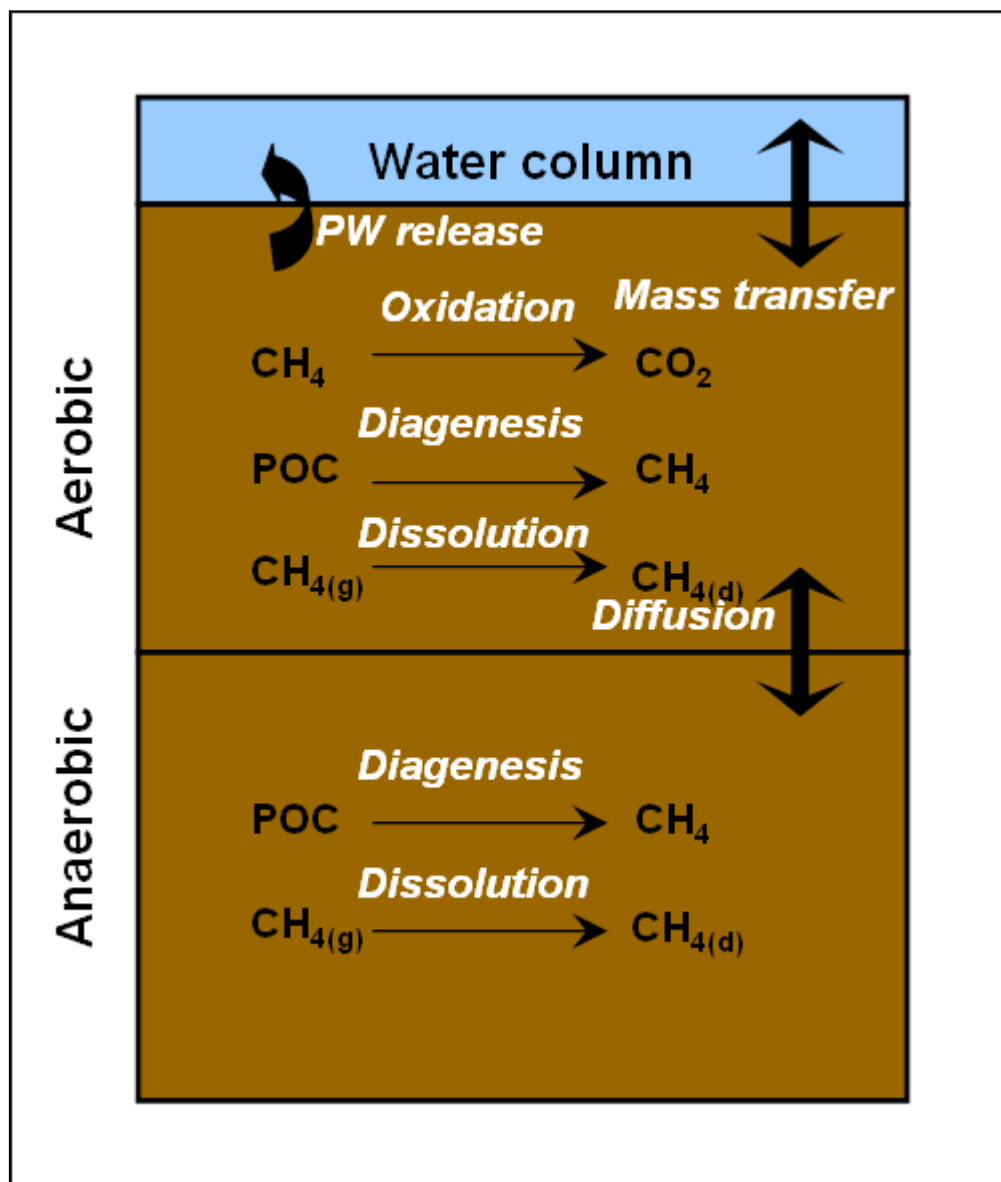 Water column
PW release
Mass transfer
Oxidation
CH₄ CO₂
Diagenesis
POC CH₄
Dissolution
CH₄₍g₎ CH₄₍d₎
Diffusion
Aerobic
Diagenesis
POC CH₄
Dissolution
CH₄₍g₎ CH₄₍d₎
Anaerobic